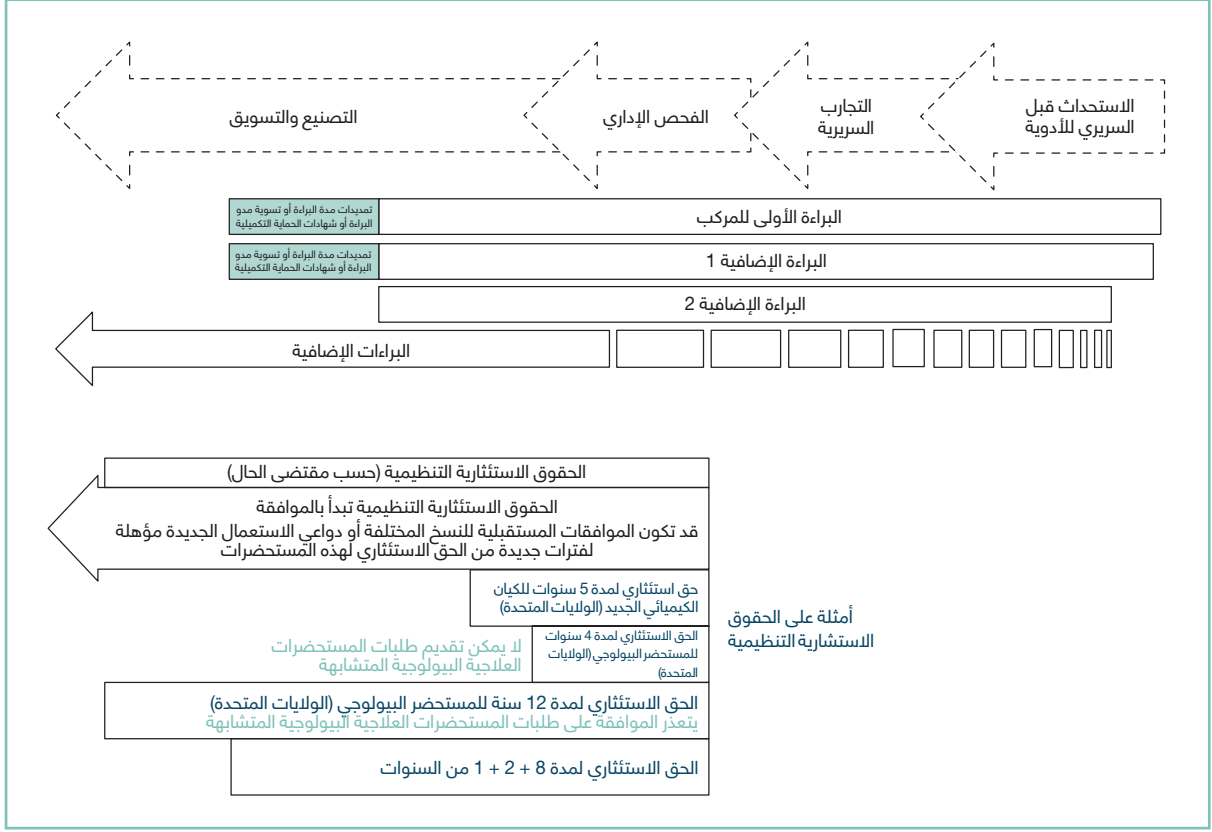 الاستحداث قبل
السريري للأدوية
التجارب
السريرية
الفحص الإداري
التصنيع والتسويق
البراءة الأولى للمركب
تمديدات مدة البراءة أو تسوية مدو
البراءة أو شهادات الحماية التكميلية
البراءة الإضافية 1
تمديدات مدة البراءة أو تسوية مدو
البراءة أو شهادات الحماية التكميلية
البراءة الإضافية 2
البراءات الإضافية
الحقوق الاستئثارية التنظيمية (حسب مقتضى الحال)
الحقوق الاستئثارية التنظيمية تبدأ بالموافقة
قد تكون الموافقات المستقبلية للنسخ المختلفة أو دواعي الاستعمال الجديدة مؤهلة
لفترات جديدة من الحق الاستئثاري لهذه المستحضرات
أمثلة على الحقوق
الاستشارية التنظيمية
حق استئثاري لمدة 5 سنوات للكيان
الكيميائي الجديد (الولايات المتحدة)
الحق الاستئثاري لمدة 4 سنوات
للمستحضر البيولوجي (الولايات
المتحدة)
لا يمكن تقديم طلبات المستحضرات
العلاجية البيولوجية المتشابهة
الحق الاستئثاري لمدة 12 سنة للمستحضر البيولوجي (الولايات المتحدة)
يتعذر الموافقة على طلبات المستحضرات العلاجية البيولوجية المتشابهة
الحق الاستئثاري لمدة 8 + 2 + 1 من السنوات